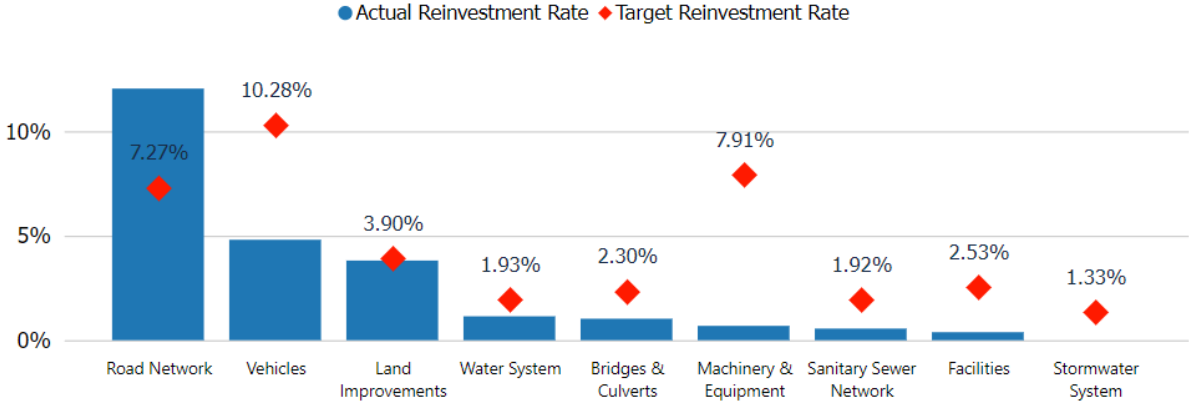 Actual Reinvestment Rate Target Reinvestment Rate
10.28%
10%
7.27%
7.91%
5%
3.90%
1.93%
2.30%
1.92%
2.53%
1.33%
0%
Road Network
Vehicles
Land
Improvements
Water System
Bridges &
Culverts
Machinery &
Equipment
Sanitary Sewer
Network
Facilities
Stormwater
System